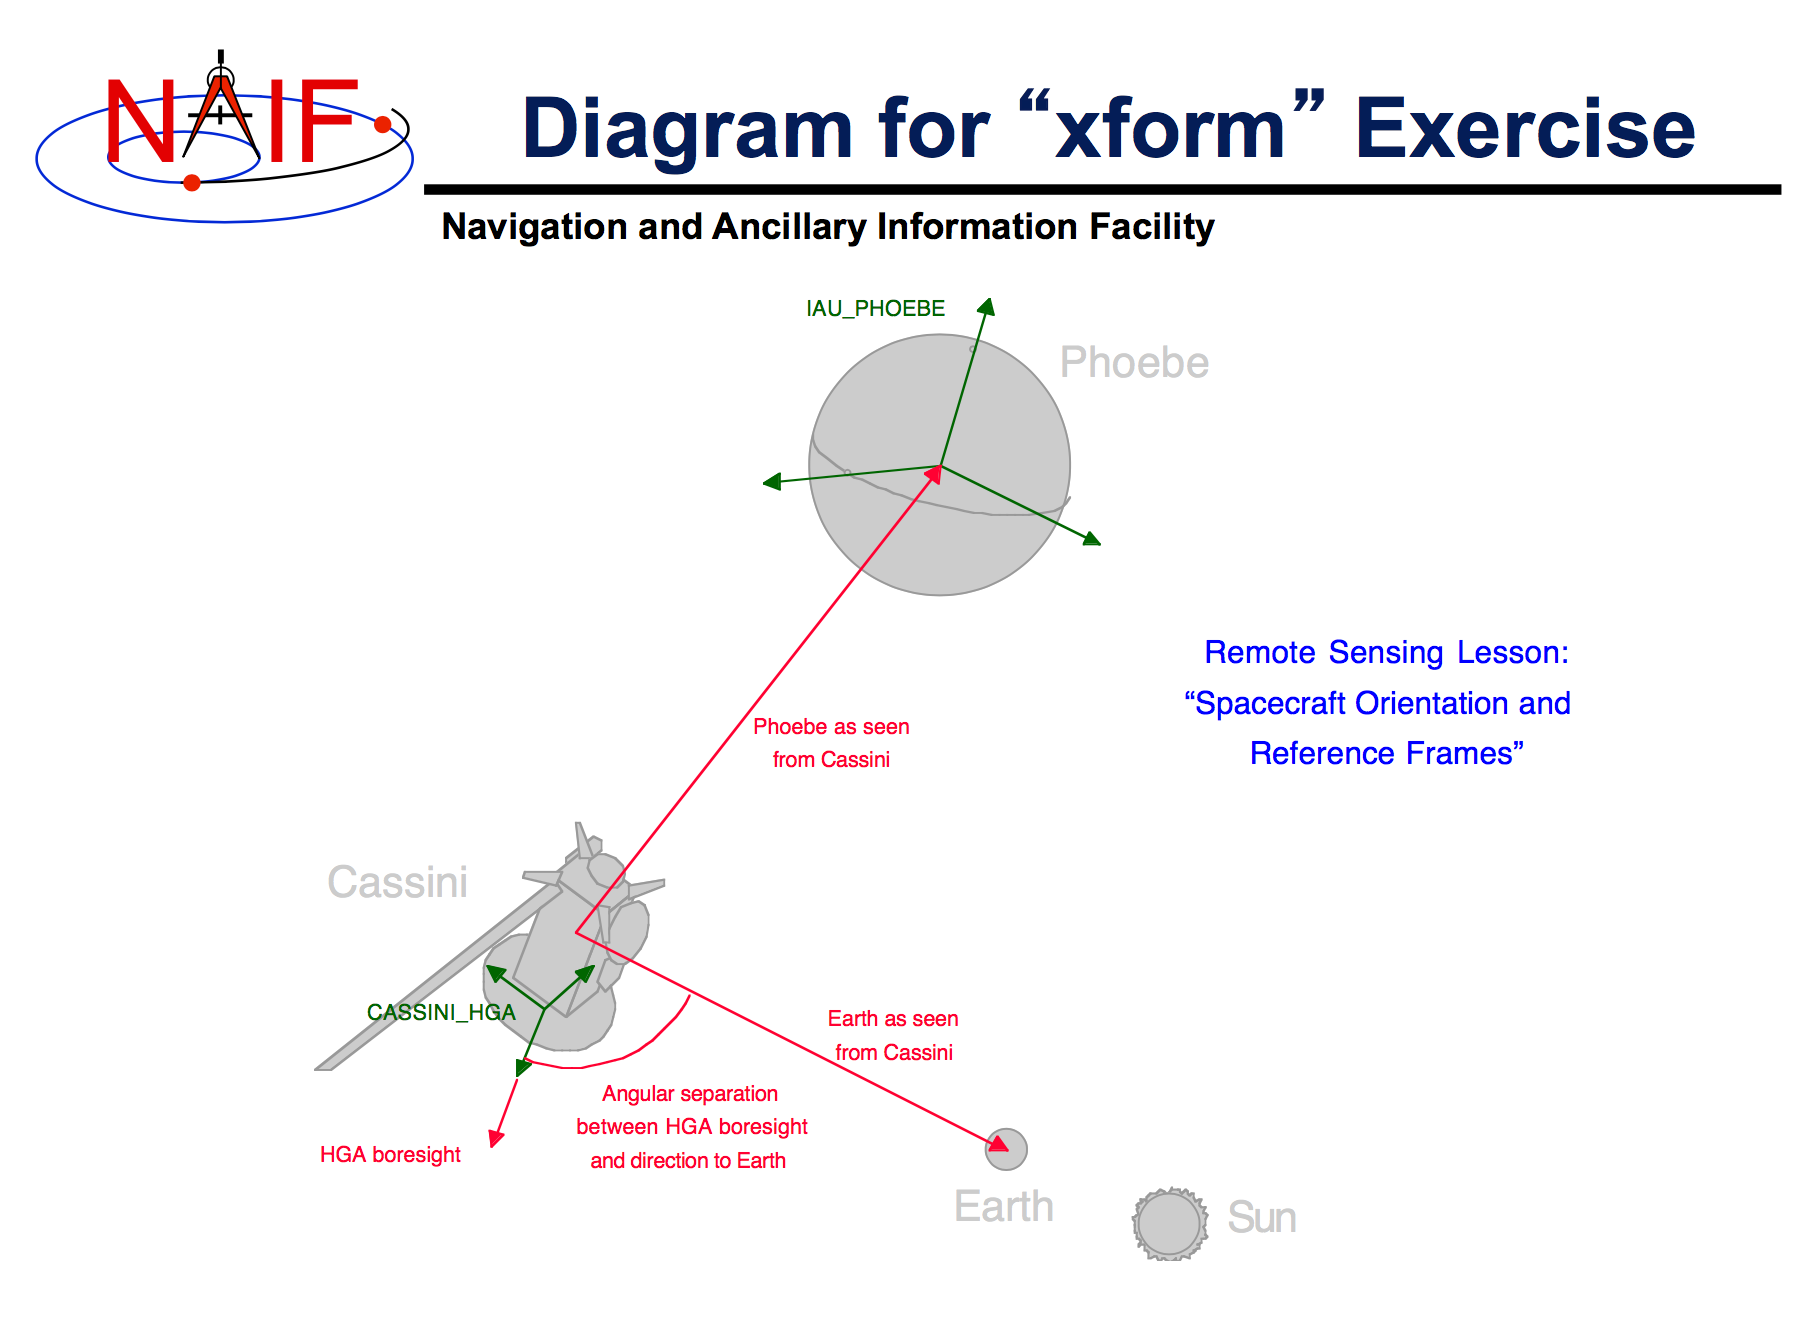 NAIF
Diagram for “xform” Exercise
Navigation and Ancillary Information Facility
IAU_PHOEBE
Phoebe
Remote Sensing Lesson:
“Spacecraft Orientation and
Reference Frames”
Phoebe as seen
from Cassini
Cassini
CASSINI_HGA
Earth as seen
from Cassini
Angular separation
between HGA boresight
and direction to Earth
HGA boresight
Earth
Sun